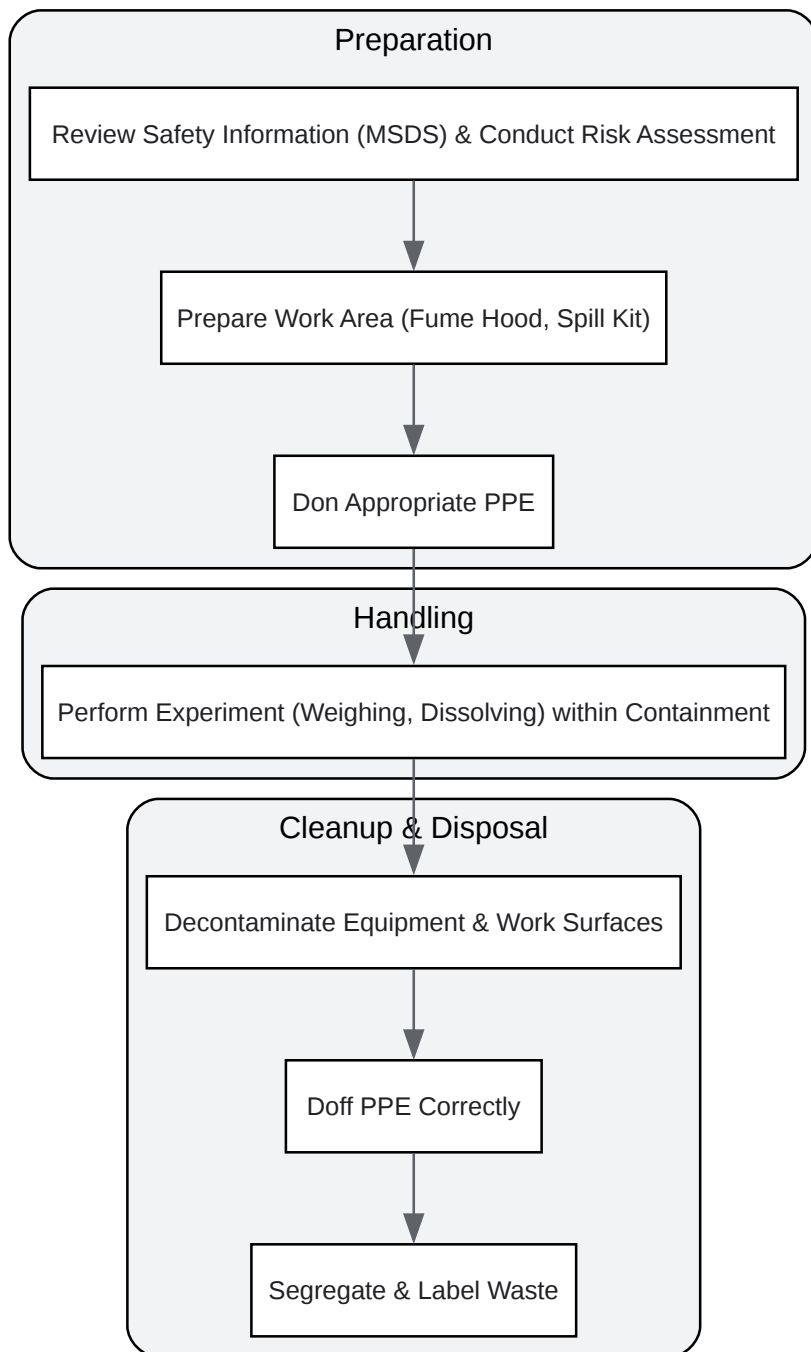 Preparation
Review Safety Information (MSDS) & Conduct Risk Assessment
Prepare Work Area (Fume Hood, Spill Kit)
Don Appropriate PPE
Handling
Perform Experiment (Weighing, Dissolving) within Containment
Cleanup & Disposal
Decontaminate Equipment & Work Surfaces
Doff PPE Correctly
Segregate & Label Waste